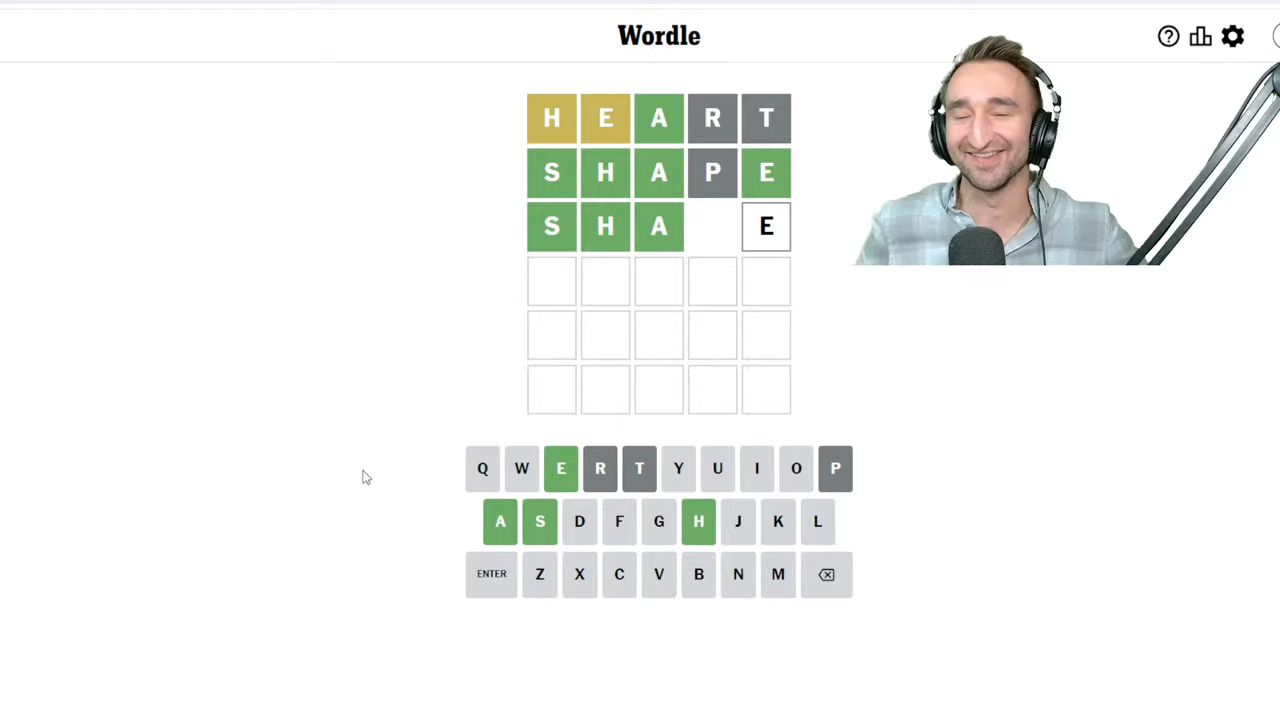 Wordle
H E A R T
S H A P E
S H A E
Q W E R T Y U I O P
A S D F G H J K L
ENTER Z X C V B N M